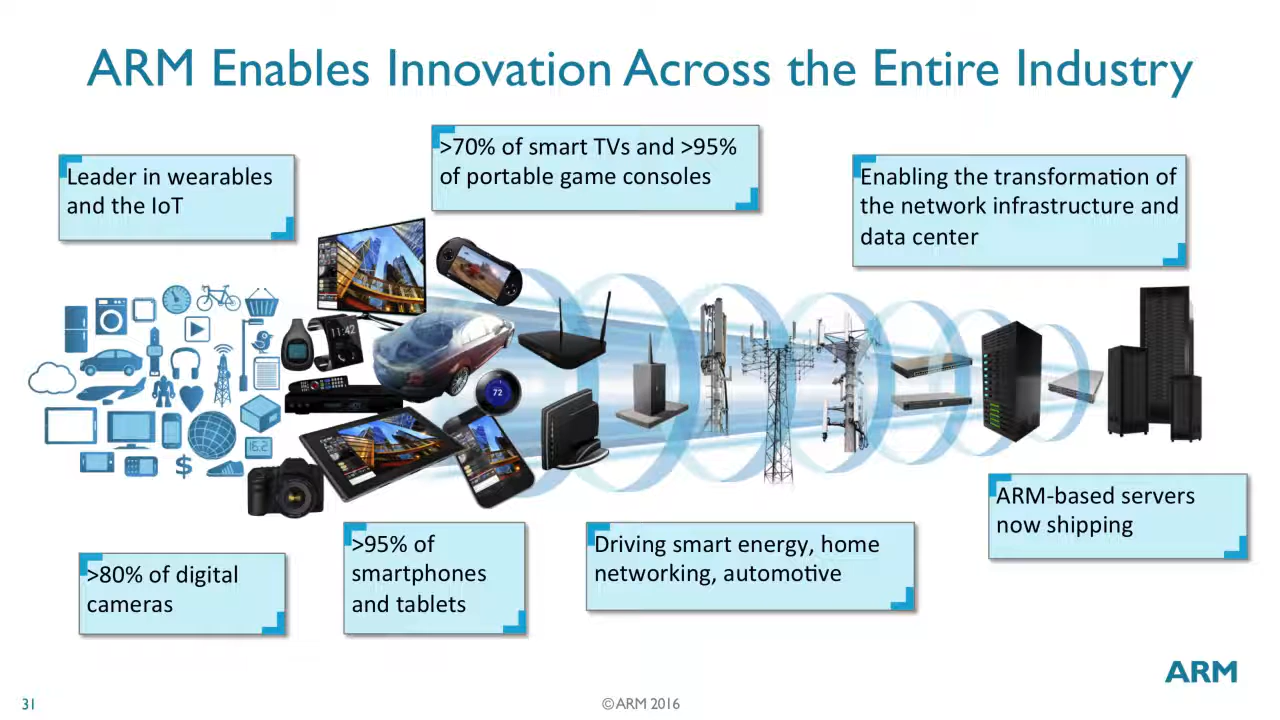 ARM Enables Innovation Across the Entire Industry
>70% of smart TVs and >95%
of portable game consoles
Leader in wearables
and the IoT
Enabling the transformation of
the network infrastructure and
data center
11:42
72
16.2
$
ARM-based servers
now shipping
>95% of
smartphones
and tablets
Driving smart energy, home
networking, automotive
>80% of digital
cameras
ARM
31
© ARM 2016